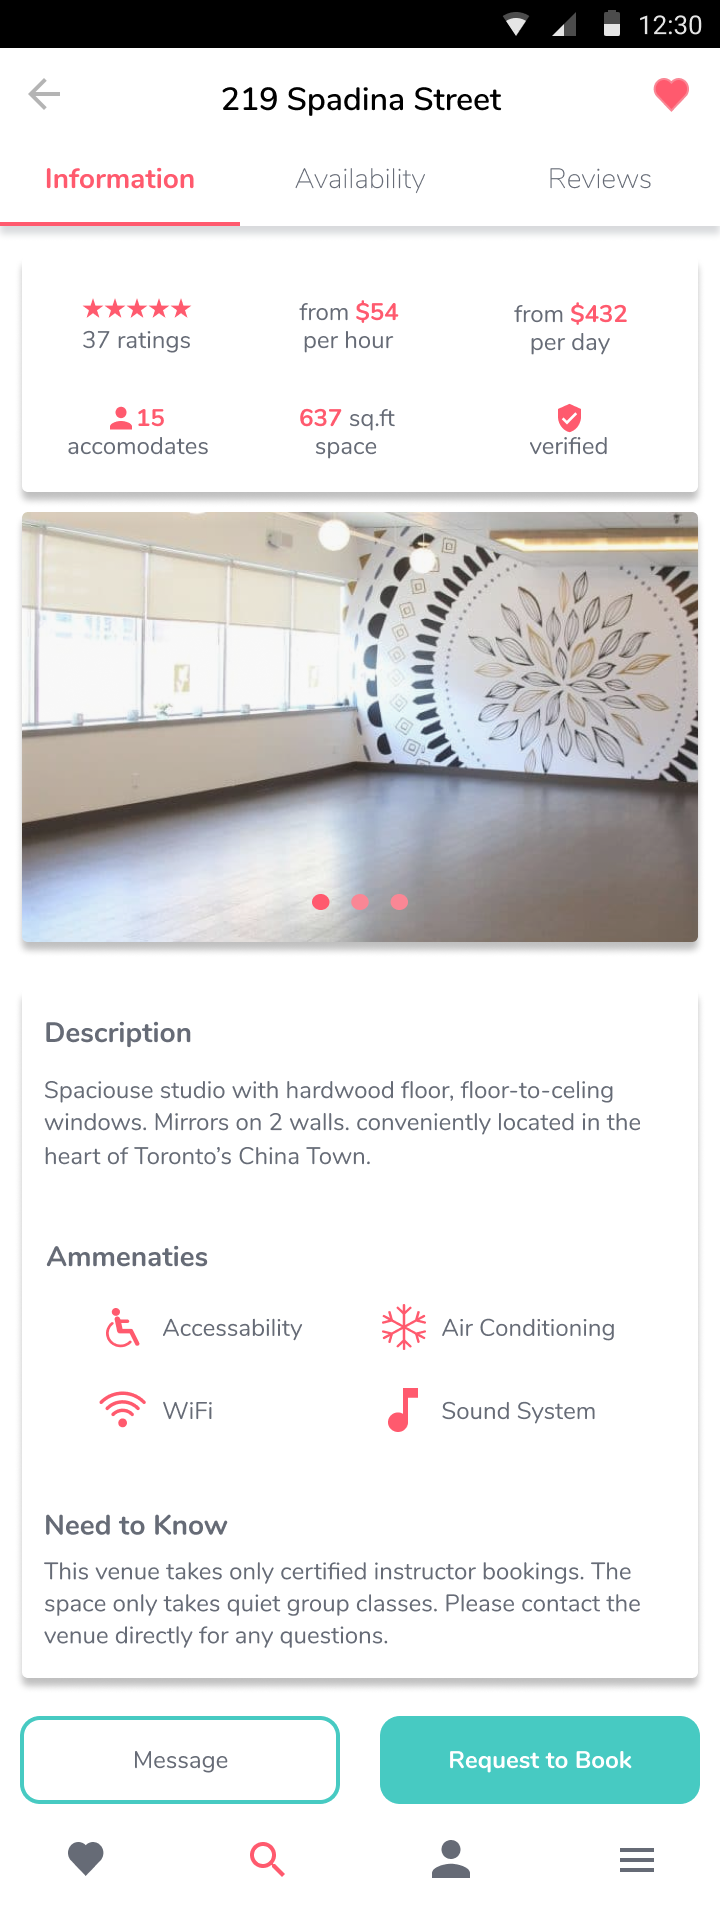 12:30
219 Spadina Street
Information
Availability
Reviews
★★★★★
37 ratings
from $54
per hour
from $432
per day
15
accomodates
637 sq.ft
space
verified
Description
Spaciouse studio with hardwood floor, floor-to-celing
windows. Mirrors on 2 walls. conveniently located in the
heart of Toronto’s China Town.
Ammenaties
Accessability
Air Conditioning
WiFi
Sound System
Need to Know
This venue takes only certified instructor bookings. The
space only takes quiet group classes. Please contact the
venue directly for any questions.
Message
Request to Book